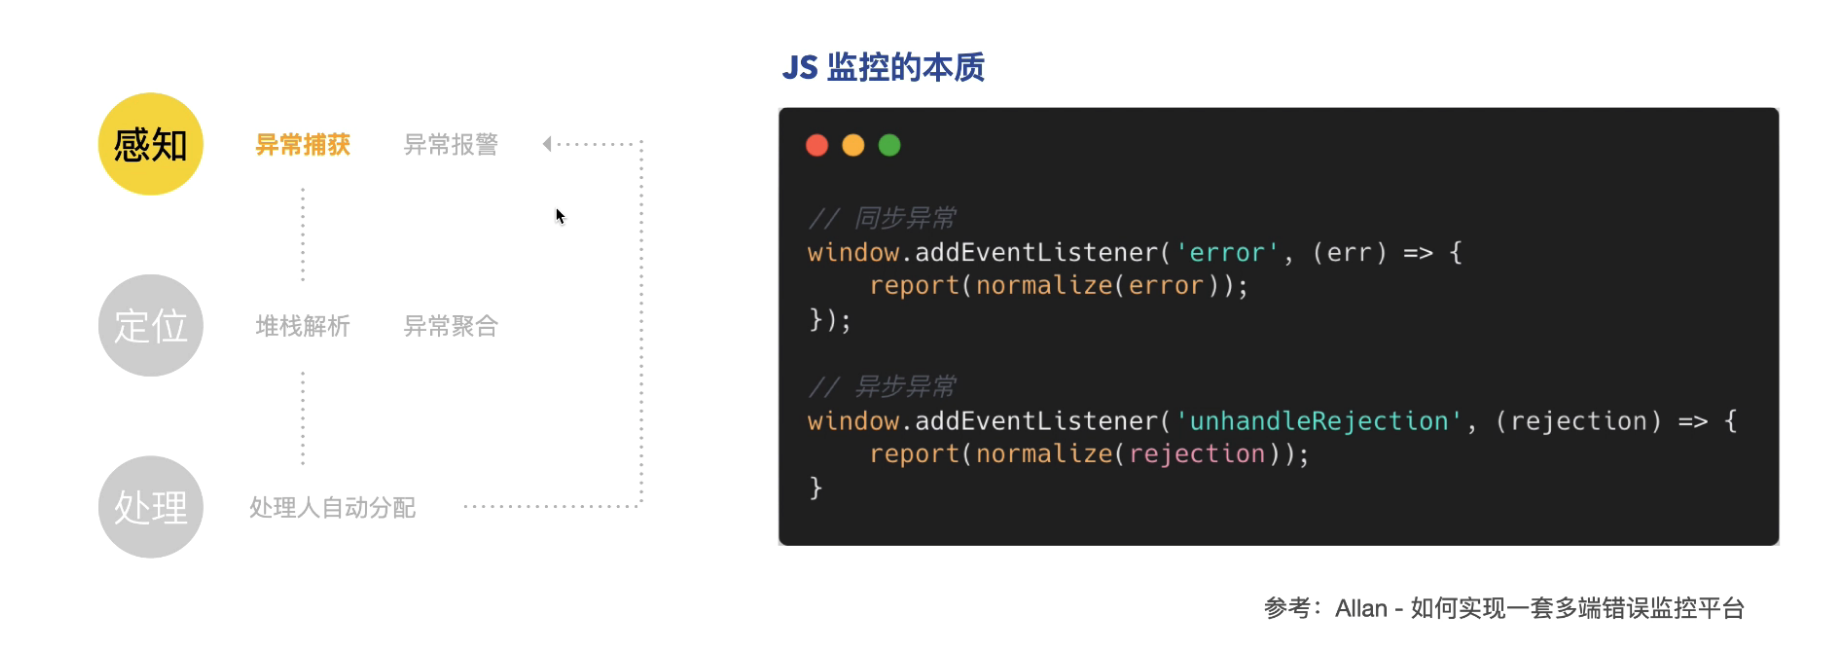 感知
异常捕获
异常报警
定位
堆栈解析
异常聚合
处理
处理人自动分配
JS 监控的本质
// 同步异常
window.addEventListener('error', (err) => {
    report(normalize(error));
});
// 异步异常
window.addEventListener('unhandleRejection', (rejection) => {
    report(normalize(rejection));
}
参考：Allan - 如何实现一套多端错误监控平台